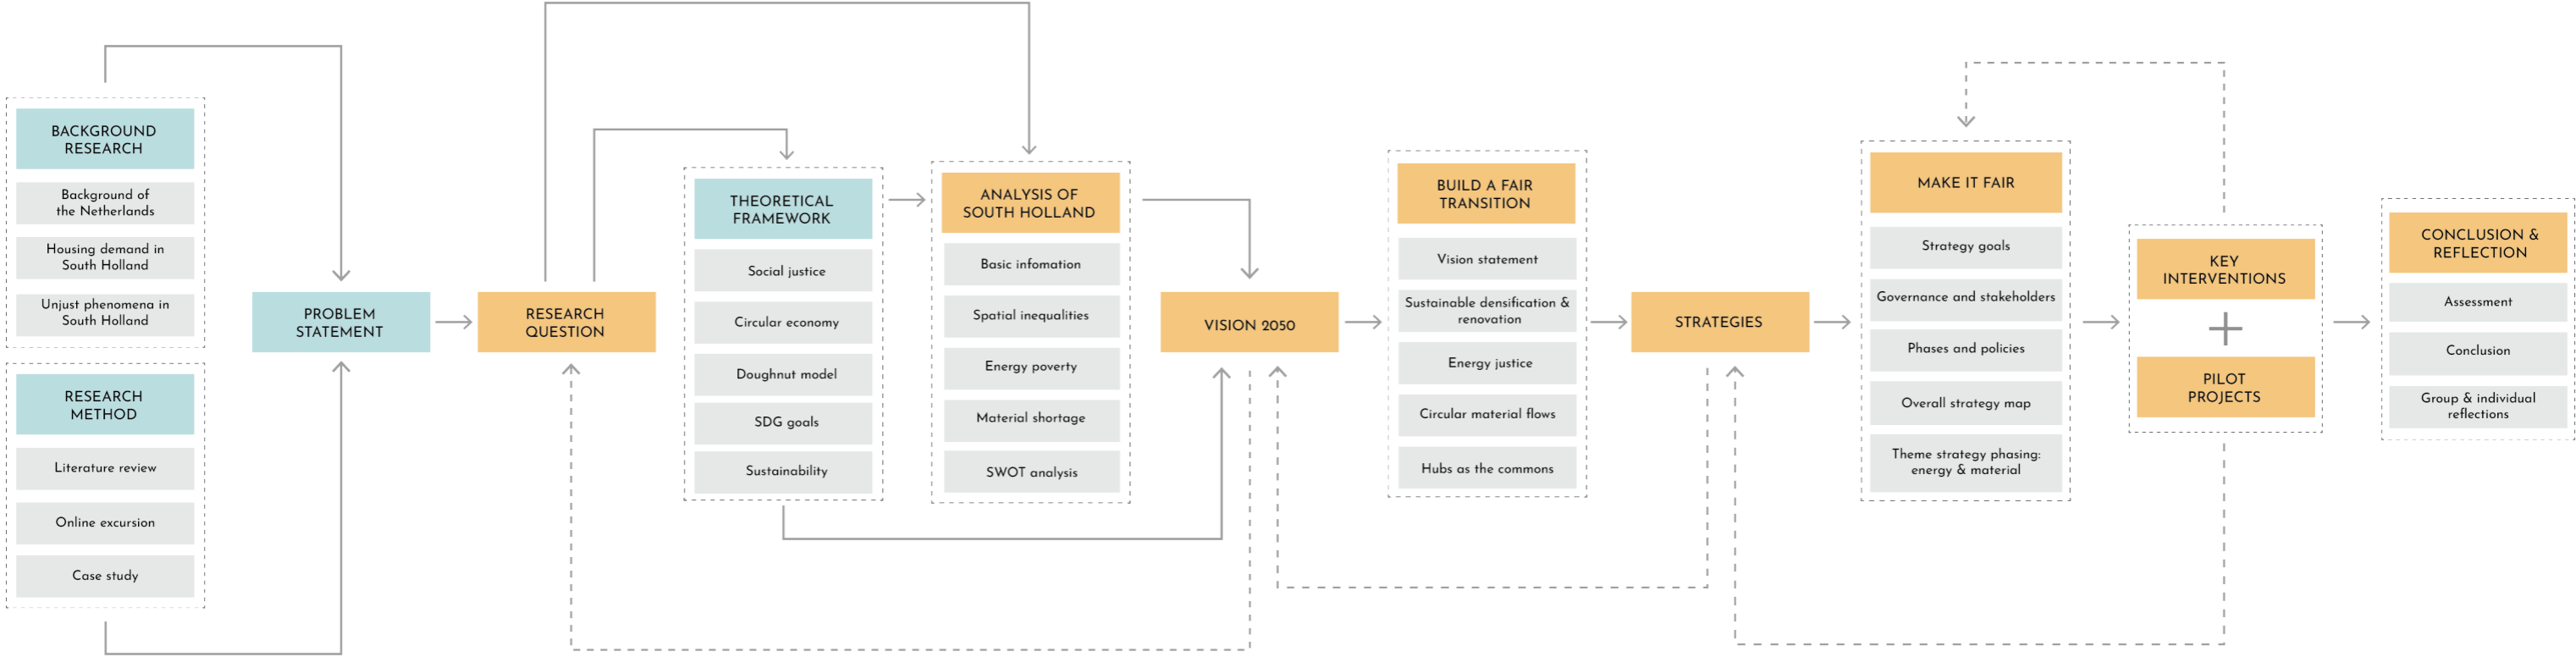 BACKGROUND
RESEARCH
Background of
the Netherlands
Housing demand in
South Holland
Unjust phenomena in
South Holland
RESEARCH
METHOD
Literature review
Online excursion
Case study
PROBLEM
STATEMENT
RESEARCH
QUESTION
THEORETICAL
FRAMEWORK
Social justice
Circular economy
Doughnut model
SDG goals
Sustainability
ANALYSIS OF
SOUTH HOLLAND
Basic infomation
Spatial inequalities
Energy poverty
Material shortage
SWOT analysis
VISION 2050
BUILD A FAIR
TRANSITION
Vision statement
Sustainable densification &
renovation
Energy justice
Circular material flows
Hubs as the commons
STRATEGIES
MAKE IT FAIR
Strategy goals
Governance and stakeholders
Phases and policies
Overall strategy map
Theme strategy phasing:
energy & material
KEY
INTERVENTIONS
+
PILOT
PROJECTS
CONCLUSION &
REFLECTION
Assessment
Conclusion
Group & individual
reflections